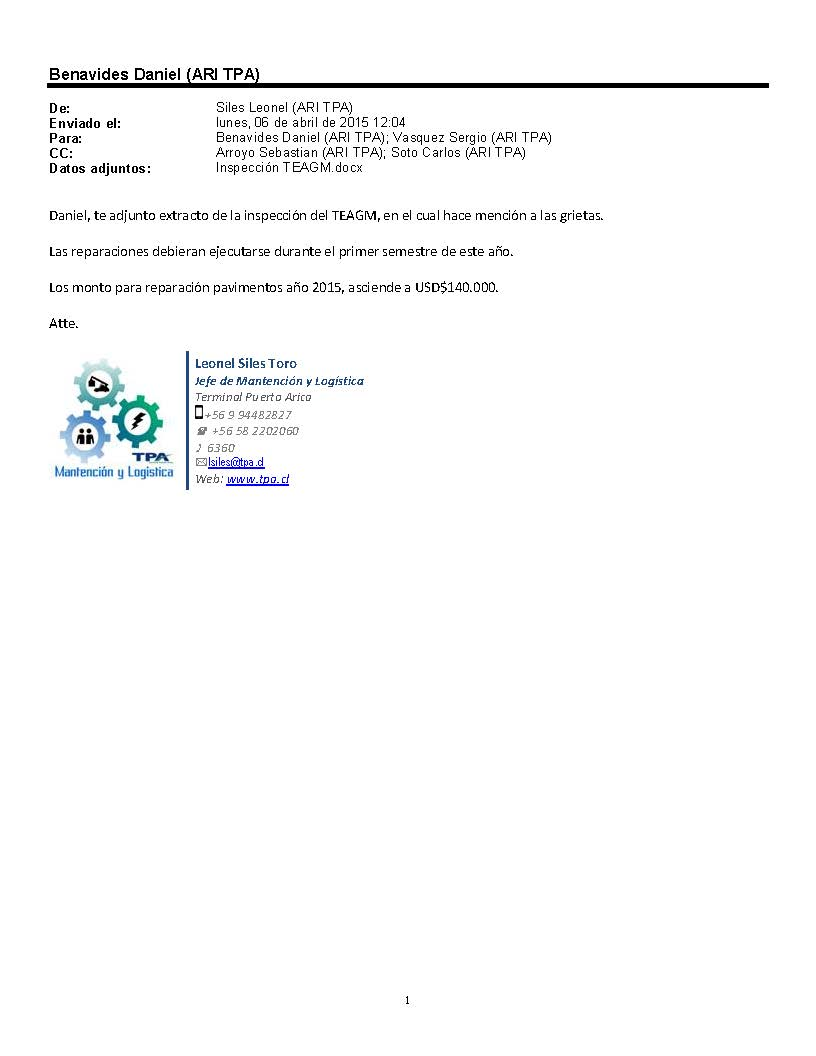 Benavides Daniel (ARI TPA)
De: Siles Leonel (ARI TPA)
Enviado el: lunes, 06 de abril de 2015 12:04
Para: Benavides Daniel (ARI TPA); Vasquez Sergio (ARI TPA)
CC: Arroyo Sebastian (ARI TPA); Soto Carlos (ARI TPA)
Datos adjuntos: Inspección TEAGM.docx
Daniel, te adjunto extracto de la inspección del TEAGM, en el cual hace mención a las grietas.
Las reparaciones debieran ejecutarse durante el primer semestre de este año.
Los monto para reparación pavimentos año 2015, asciende a USD$140.000.
Atte.
TPA
Mantención y Logística
Leonel Siles Toro
Jefe de Mantención y Logística
Terminal Puerto Arica
+56 9 94482827
+56 58 2202060
6360
lsiles@tpa.cl
Web: www.tpa.cl
1